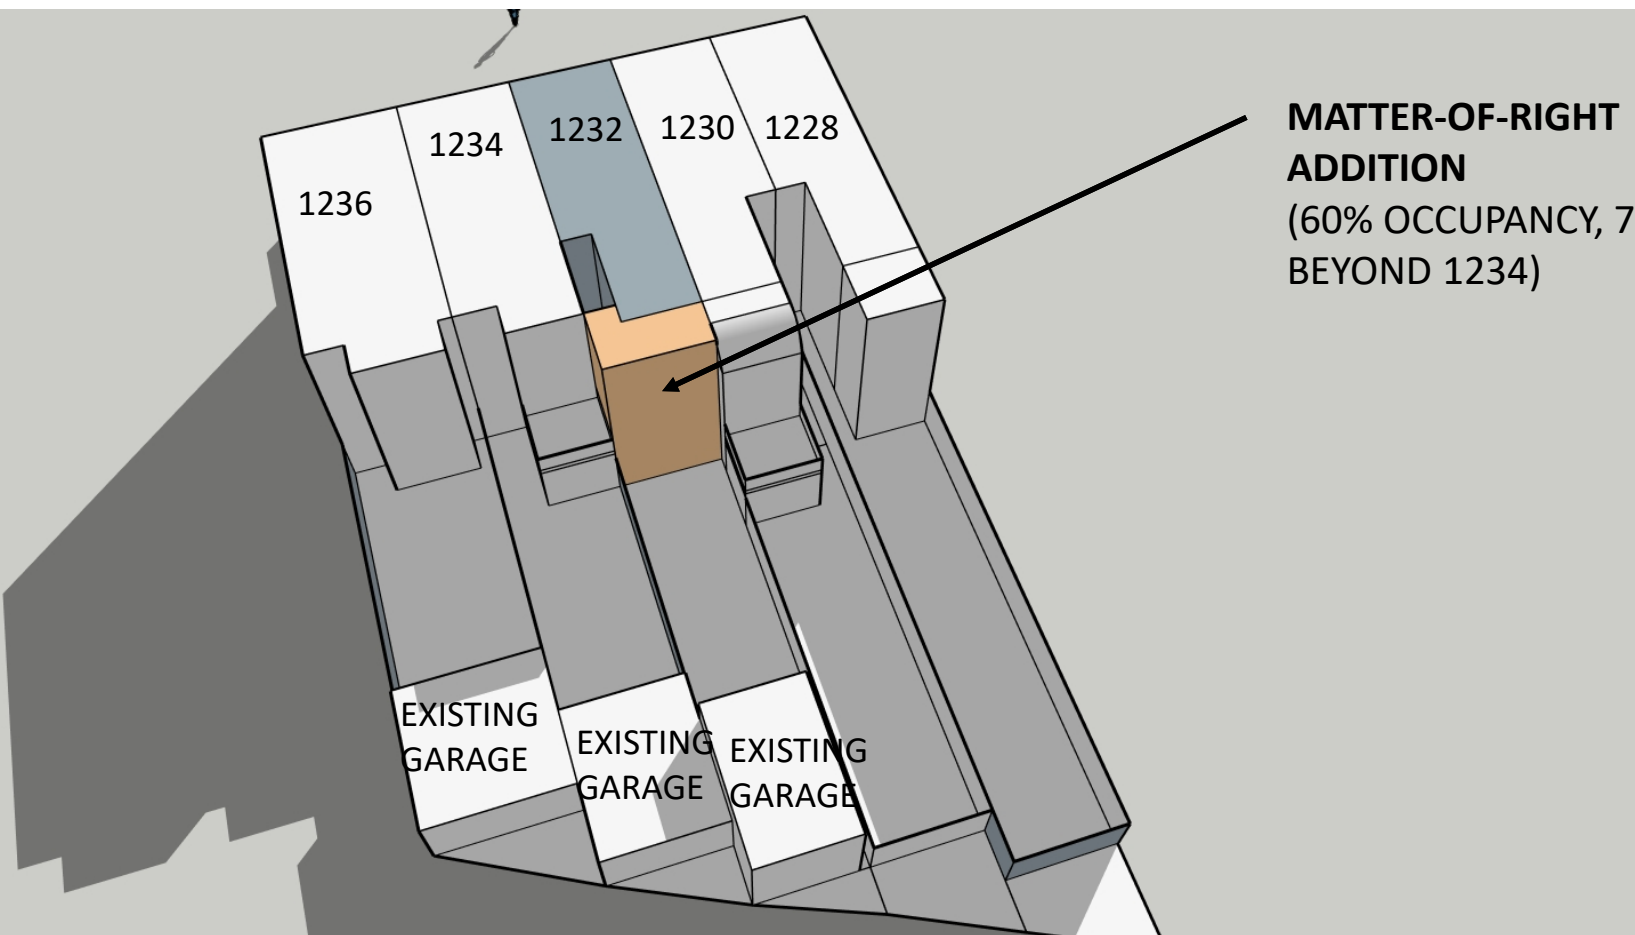 1236
1234
1232
1230
1228
MATTER-OF-RIGHT
ADDITION
(60% OCCUPANCY, 7
BEYOND 1234)
EXISTING
GARAGE
EXISTING
GARAGE
EXISTING
GARAGE